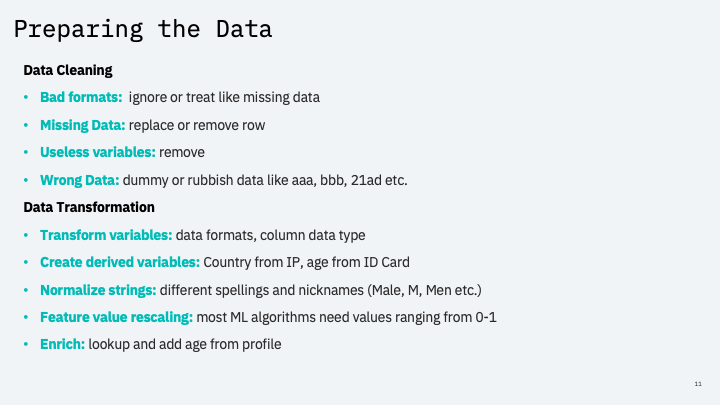 Preparing the Data
Data Cleaning
• Bad formats: ignore or treat like missing data
• Missing Data: replace or remove row
• Useless variables: remove
• Wrong Data: dummy or rubbish data like aaa, bbb, 21ad etc.
Data Transformation
• Transform variables: data formats, column data type
• Create derived variables: Country from IP, age from ID Card
• Normalize strings: different spellings and nicknames (Male, M, Men etc.)
• Feature value rescaling: most ML algorithms need values ranging from 0-1
• Enrich: lookup and add age from profile
11